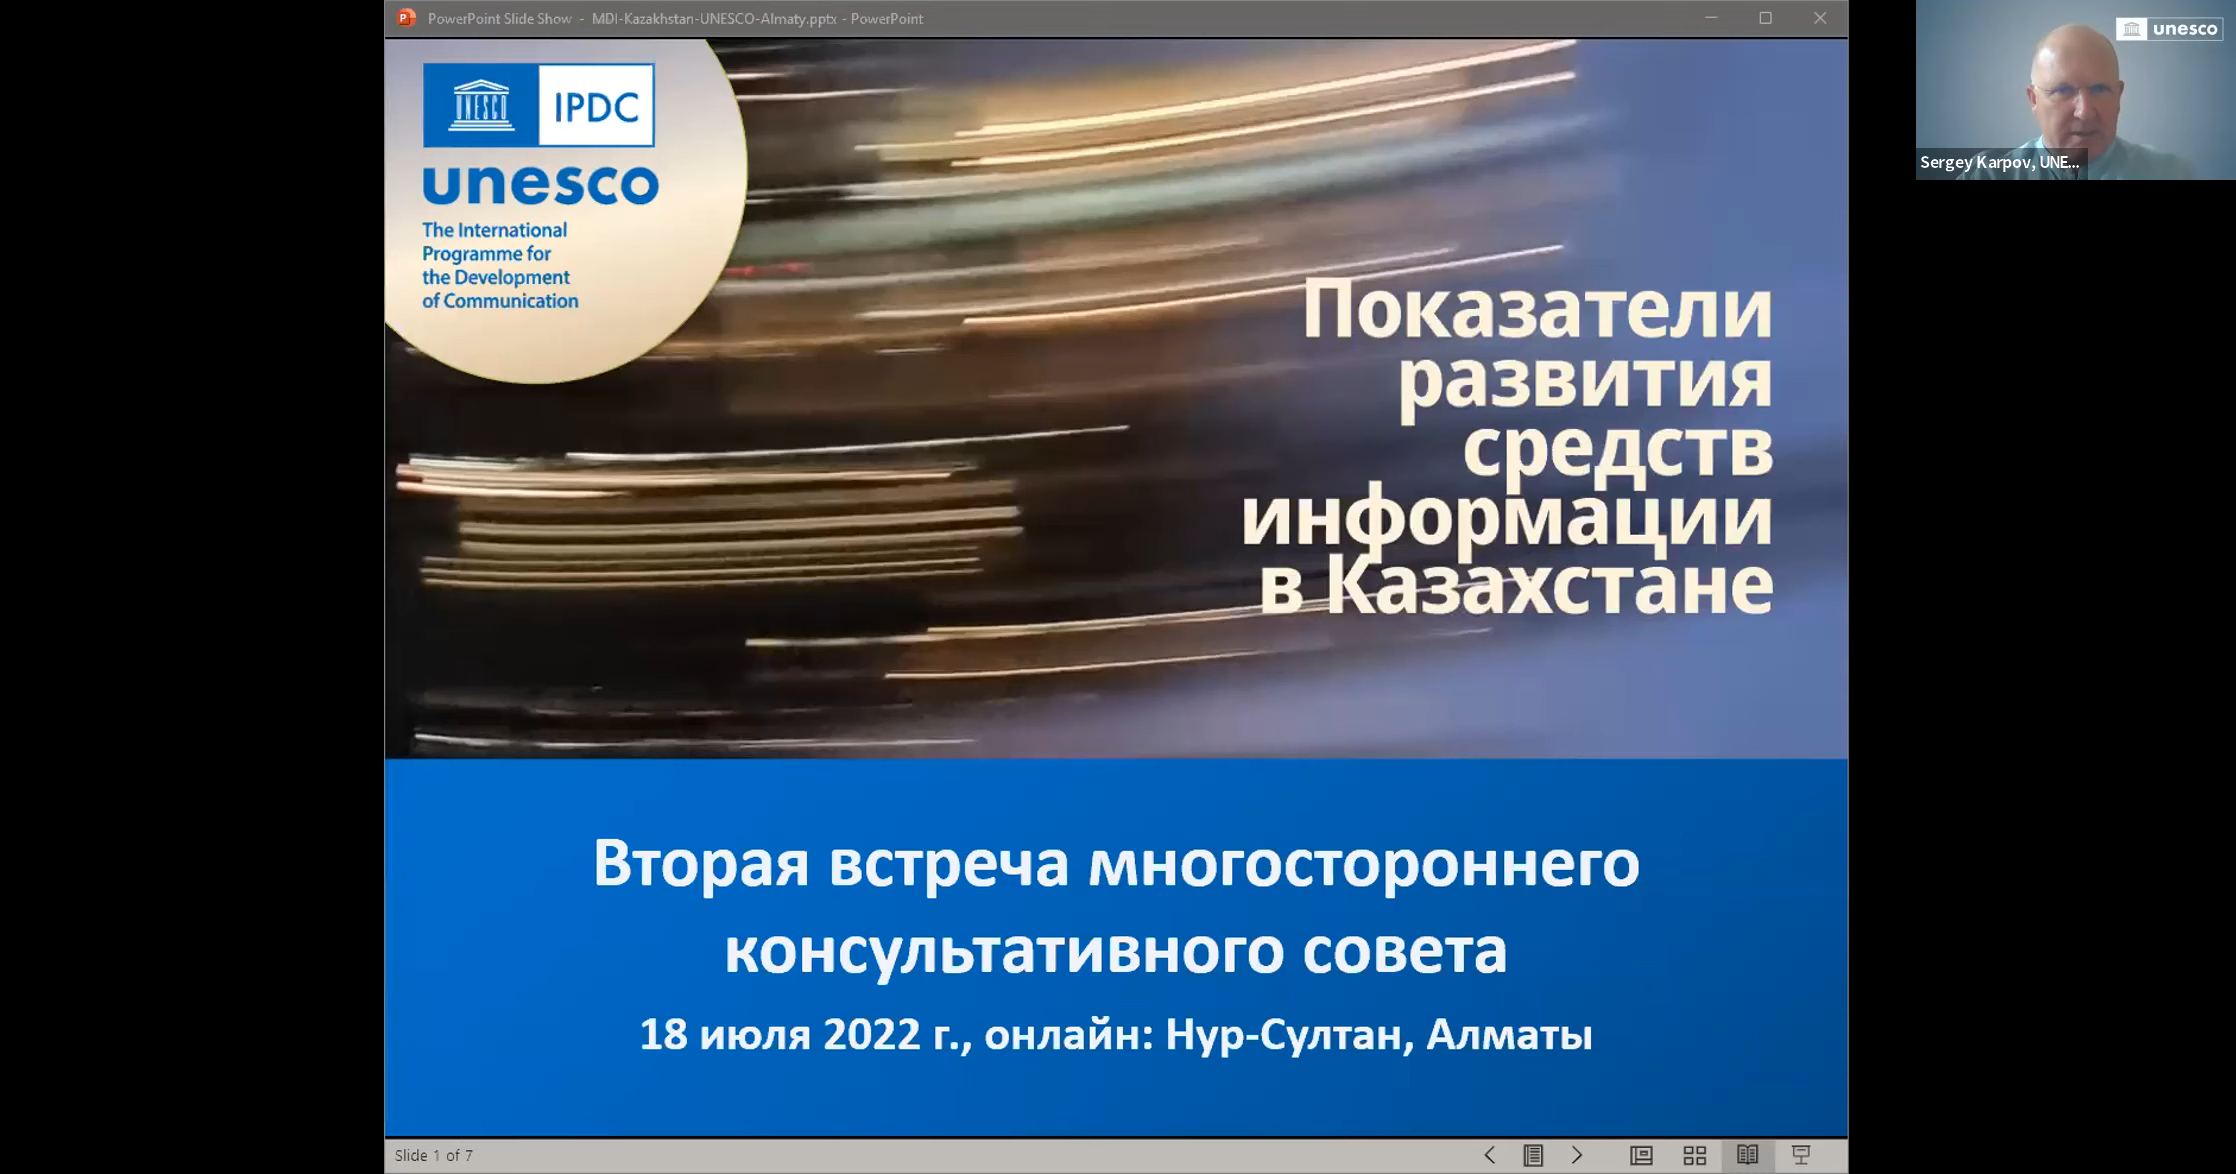 PowerPoint Slide Show - MDI-Kazakhstan-UNESCO-Almaty.pptx - PowerPoint
unesco
Sergey Karpov, UNE...
UNESCO
IPDC
unesco
The International
Programme for
the Development
of Communication
Показатели
развития
средств
информации
в Казахстане
Вторая встреча многостороннего
консультативного совета
18 июля 2022 г., онлайн: Нур-Султан, Алматы
Slide 1 of 7